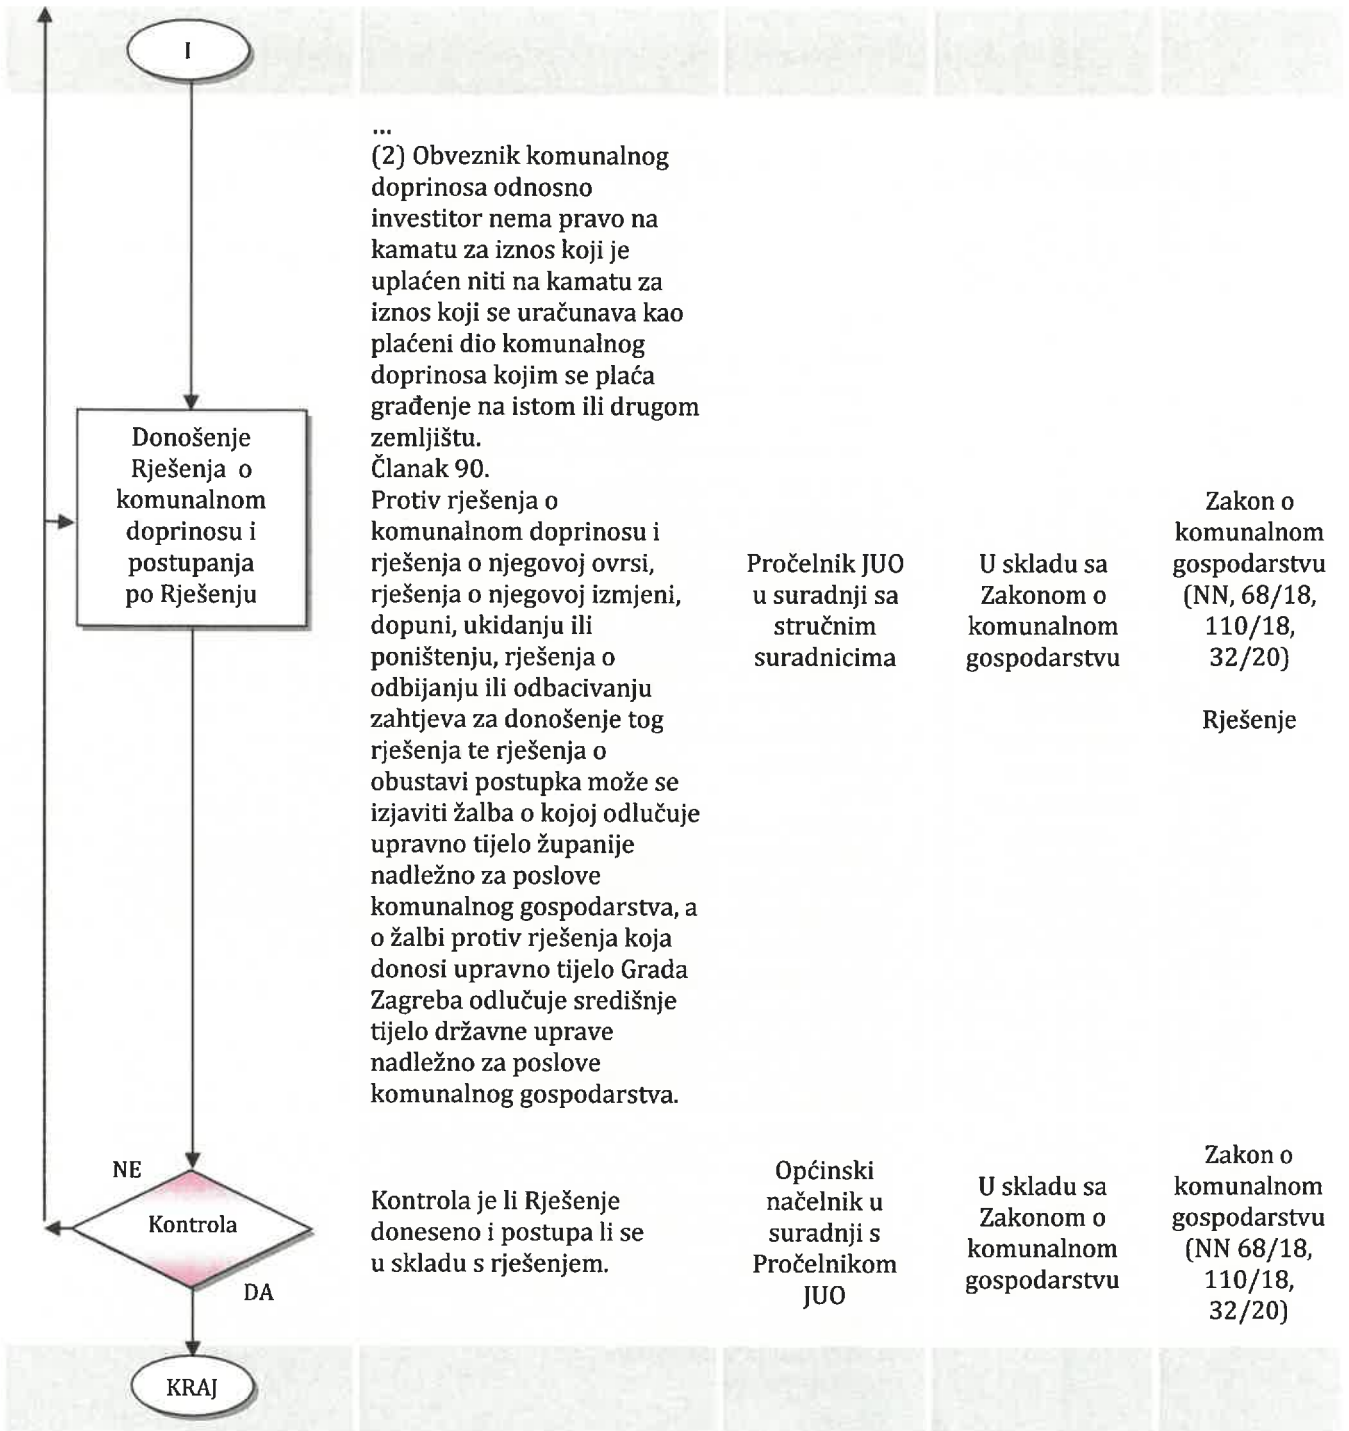 I
...
(2) Obveznik komunalnog
doprinosa odnosno
investitor nema pravo na
kamatu za iznos koji je
uplaćen niti na kamatu za
iznos koji se uračunava kao
plaćeni dio komunalnog
doprinosa kojim se plaća
građenje na istom ili drugom
zemljištu.
Članak 90.
Protiv rješenja o
komunalnom doprinosu i
rješenja o njegovoj ovrsi,
rješenja o njegovoj izmjeni,
dopuni, ukidanju ili
poništenju, rješenja o
odbijanju ili odbacivanju
zahtjeva za donošenje tog
rješenja te rješenja o
obustavi postupka može se
izjaviti žalba o kojoj odlučuje
upravno tijelo županije
nadležno za poslove
komunalnog gospodarstva, a
o žalbi protiv rješenja koja
donosi upravno tijelo Grada
Zagreba odlučuje središnje
tijelo državne uprave
nadležno za poslove
komunalnog gospodarstva.
Donošenje
Rješenja o
komunalnom
doprinosu i
postupanja
po Rješenju
Pročelnik JUO
u suradnji sa
stručnim
suradnicima
U skladu sa
Zakonom o
komunalnom
gospodarstvu
Zakon o
komunalnom
gospodarstvu
(NN, 68/18,
110/18,
32/20)
Rješenje
NE
Kontrola
DA
Kontrola je li Rješenje
doneseno i postupa li se
u skladu s rješenjem.
Općinski
načelnik u
suradnji s
Pročelnikom
JUO
U skladu sa
Zakonom o
komunalnom
gospodarstvu
Zakon o
komunalnom
gospodarstvu
(NN 68/18,
110/18,
32/20)
KRAJ